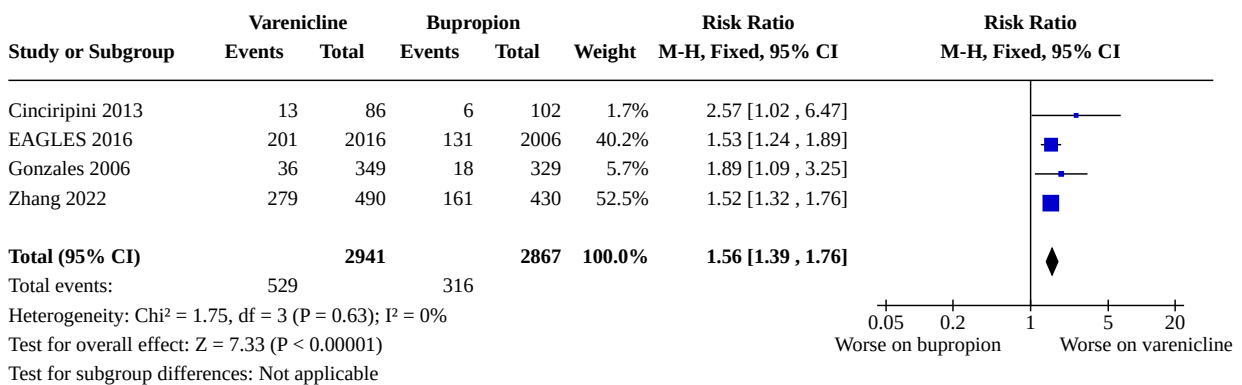 Varenicline Bupropion Risk Ratio Risk Ratio
Study or Subgroup Events Total Events Total Weight M-H, Fixed, 95% CI M-H, Fixed, 95% CI
Cinciripini 2013 13 86 6 102 1.7% 2.57 [1.02 , 6.47]
EAGLES 2016 201 2016 131 2006 40.2% 1.53 [1.24 , 1.89]
Gonzales 2006 36 349 18 329 5.7% 1.89 [1.09 , 3.25]
Zhang 2022 279 490 161 430 52.5% 1.52 [1.32 , 1.76]
Total (95% CI) 2941 2867 100.0% 1.56 [1.39 , 1.76]
Total events: 529 316
Heterogeneity: Chi² = 1.75, df = 3 (P = 0.63); I² = 0%
0.05 0.2 1 5 20
Test for overall effect: Z = 7.33 (P < 0.00001)
Worse on bupropion Worse on varenicline
Test for subgroup differences: Not applicable